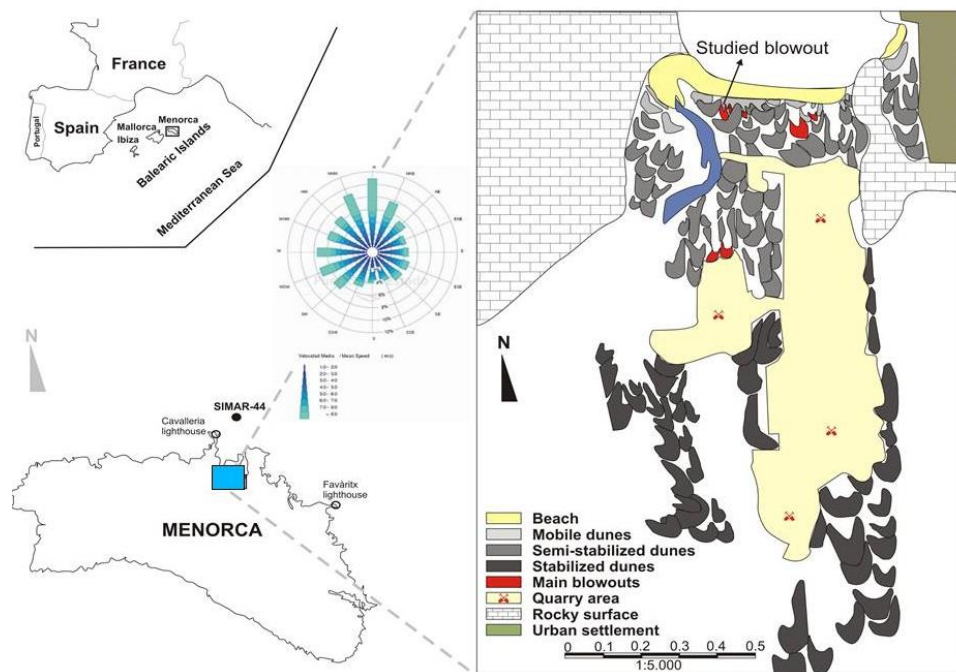 France
Portugal
Spain
Mallorca
Menorca
Ibiza
Balearic Islands
Mediterranean Sea
N
SIMAR-44
Cavalleria
lighthouse
Favàritx
lighthouse
MENORCA
Studied blowout
N
Beach
Mobile dunes
Semi-stabilized dunes
Stabilized dunes
Main blowouts
Quarry area
Rocky surface
Urban settlement
0 0.1 0.2 0.3 0.4 0.5
1:5.000